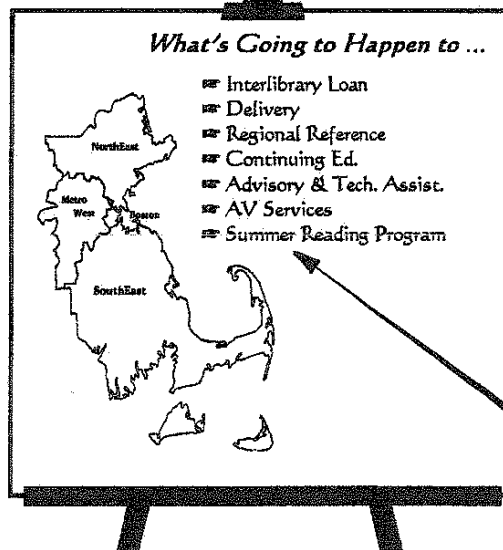 What's Going to Happen to ...
Interlibrary Loan
Delivery
Regional Reference
Continuing Ed.
Advisory & Tech. Assist.
AV Services
Summer Reading Program
NorthEast
Metro
West
Boston
SouthEast